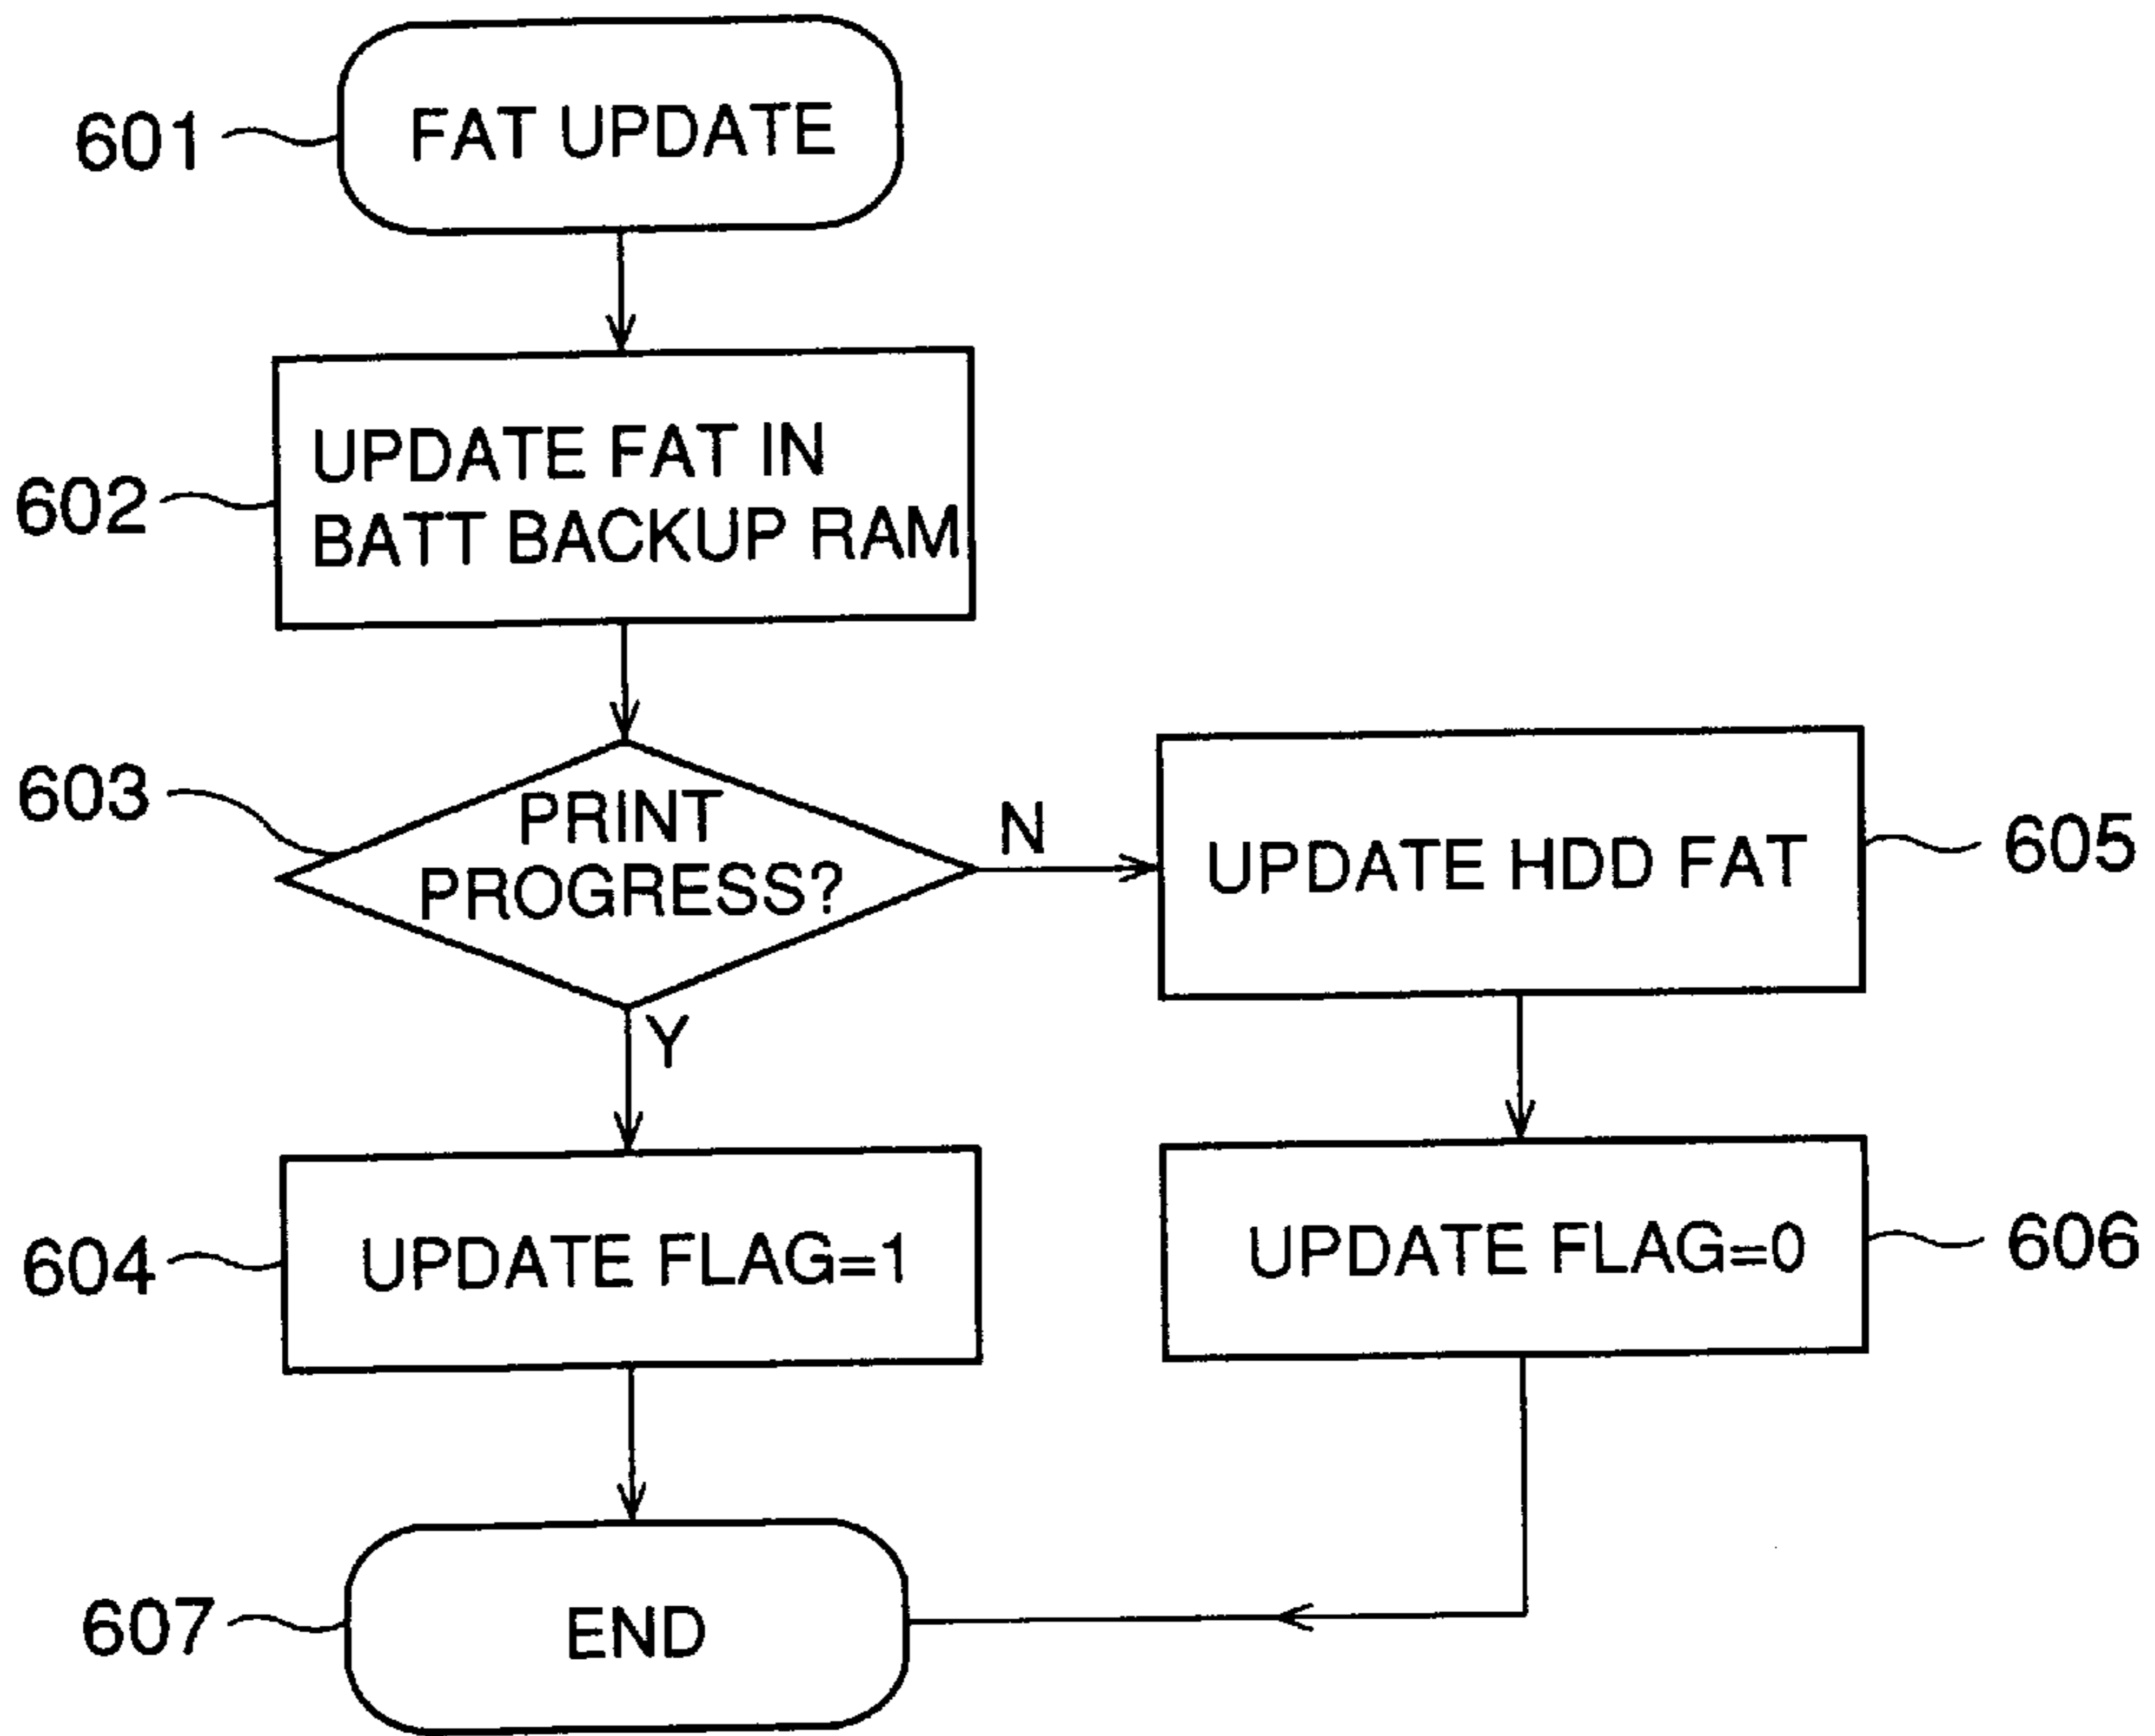 601
FAT UPDATE
602
UPDATE FAT IN
BATT BACKUP RAM
603
PRINT
PROGRESS?
N
Y
UPDATE HDD FAT
605
604
UPDATE FLAG=1
UPDATE FLAG=0
606
607
END